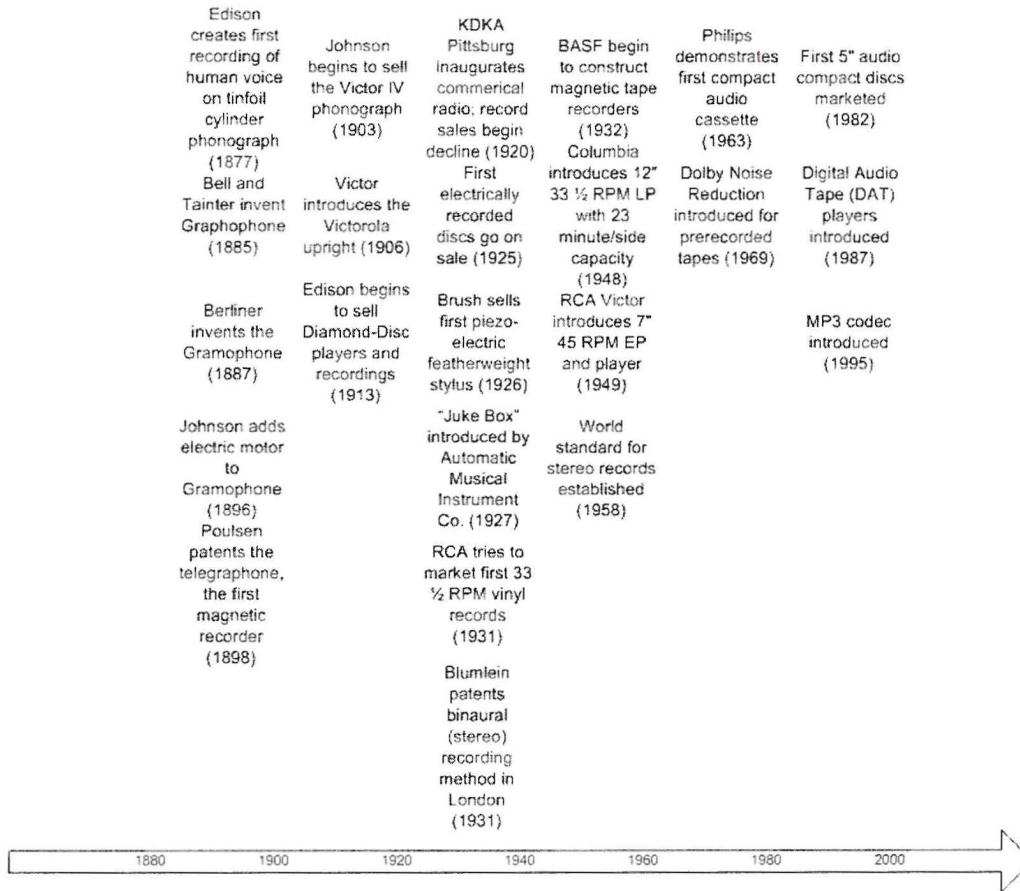 Edison
creates first
recording of
human voice
on tinfoil
cylinder
phonograph
(1877)
Bell and
Tainter invent
Graphophone
(1885)
Berliner
invents the
Gramophone
(1887)
Johnson adds
electric motor
to
Gramophone
(1896)
Poulsen
patents the
telegraphone,
the first
magnetic
recorder
(1898)
Johnson
begins to sell
the Victor IV
phonograph
(1903)
Victor
introduces the
Victorola
upright (1906)
Edison begins
to sell
Diamond-Disc
players and
recordings
(1913)
KDKA
Pittsburg
inaugurates
commerical
radio; record
sales begin
decline (1920)
First
electrically
recorded
discs go on
sale (1925)
Brush sells
first piezo-
electric
featherweight
stylus (1926)
"Juke Box"
introduced by
Automatic
Musical
Instrument
Co. (1927)
RCA tries to
market first 33
½ RPM vinyl
records
(1931)
Blumlein
patents
binaural
(stereo)
recording
method in
London
(1931)
BASF begin
to construct
magnetic tape
recorders
(1932)
Columbia
introduces 12"
33 ½ RPM LP
with 23
minute/side
capacity
(1948)
RCA Victor
introduces 7"
45 RPM EP
and player
(1949)
World
standard for
stereo records
established
(1958)
Philips
demonstrates
first compact
audio
cassette
(1963)
Dolby Noise
Reduction
introduced for
prerecorded
tapes (1969)
First 5" audio
compact discs
marketed
(1982)
Digital Audio
Tape (DAT)
players
introduced
(1987)
MP3 codec
introduced
(1995)
1880 1900 1920 1940 1960 1980 2000